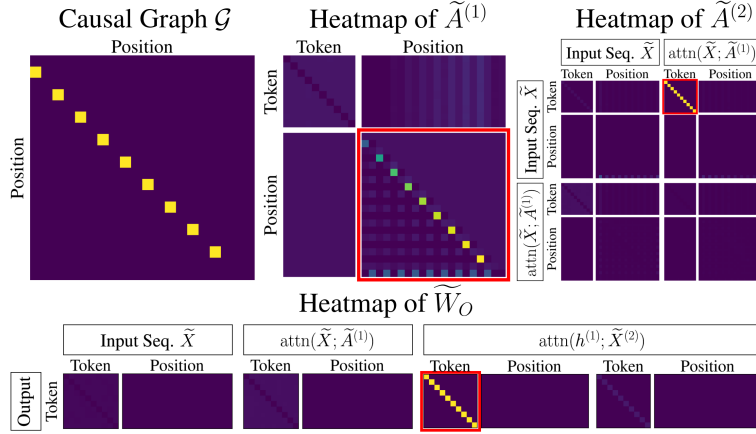 Causal Graph 𝒢
Position
Position
Heatmap of Ã⁽¹⁾
Token
Position
Token
Position
Heatmap of Ã⁽²⁾
Input Seq. X̃
attn(X̃; Ã⁽¹⁾)
Token
Position
Token
Position
Input Seq. X̃
Token
Position
attn(X̃; Ã⁽¹⁾)
Token
Position
Heatmap of W̃_O
Input Seq. X̃
attn(X̃; Ã⁽¹⁾)
attn(h⁽¹⁾; X̃⁽²⁾)
Token
Position
Token
Position
Token
Position
Token
Position
Output
Token